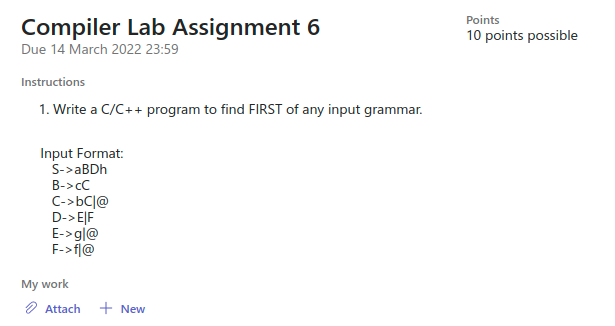 Compiler Lab Assignment 6
Due 14 March 2022 23:59
Points
10 points possible
Instructions
1. Write a C/C++ program to find FIRST of any input grammar.
Input Format:
S->aBDh
B->cC
C->bC|@
D->E|F
E->g|@
F->f|@
My work
Attach
New